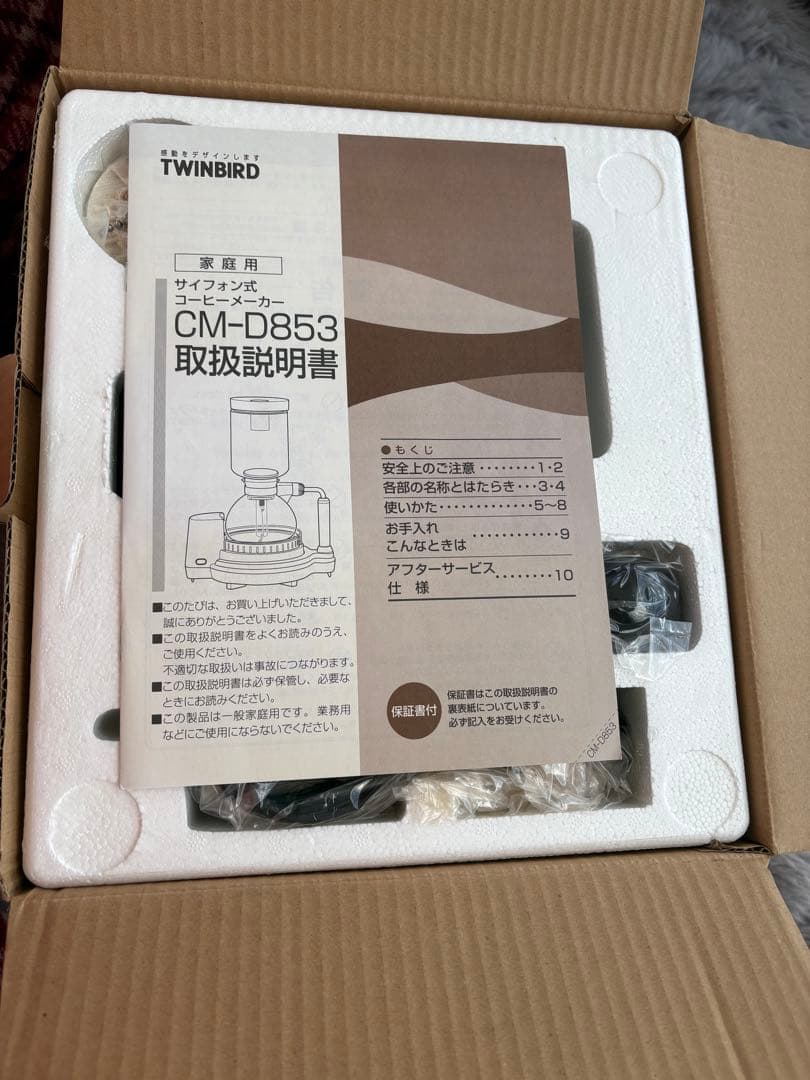 感動をデザインします
TWINBIRD
家庭用
サイフォン式
コーヒーメーカー
CM-D853
取扱説明書
■このたびは、お買い上げいただきまして、
誠にありがとうございました。
■この取扱説明書をよくお読みのうえ、
ご使用ください。
不適切な取扱いは事故につながります。
■この取扱説明書は必ず保管し、必要な
ときにお読みください。
■この製品は一般家庭用です。業務用
などにご使用にならないでください。
●もくじ
安全上のご注意・・・・・・・・1・2
各部の名称とはたらき・・・3・4
使いかた・・・・・・・・・・・・・5〜8
お手入れ
こんなときは・・・・・・・・・・・・9
アフターサービス
仕様・・・・・・・・10
保証書付
保証書はこの取扱説明書の
裏表紙についています。
必ず記入をお受けください。
CM-D853